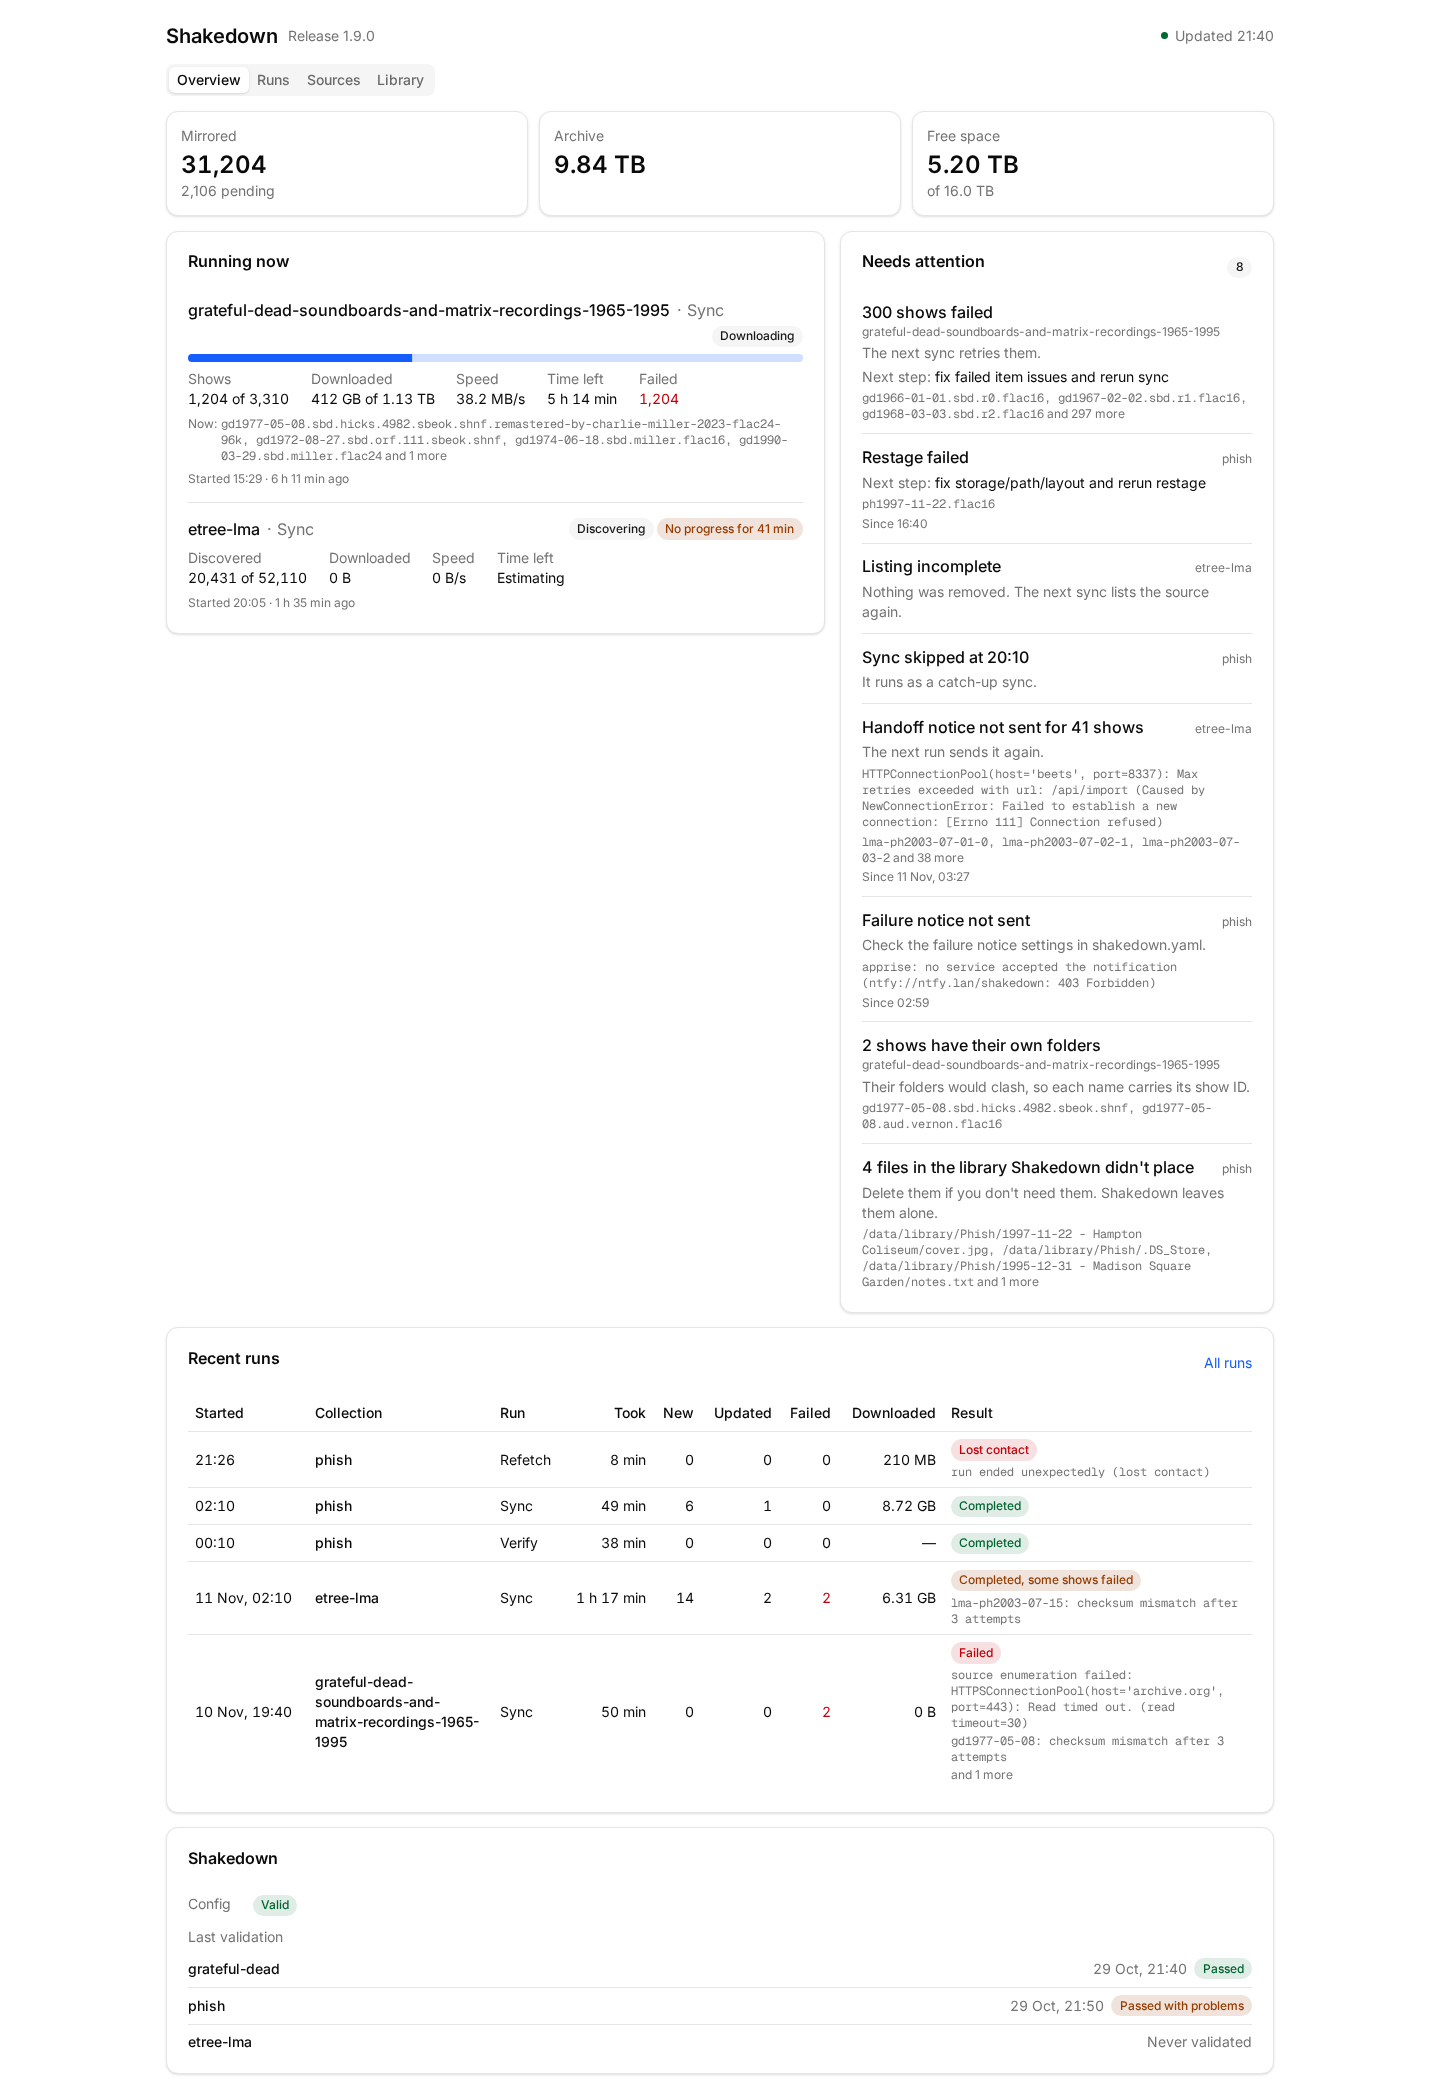 Shakedown Release 1.9.0
Updated 21:40
Overview Runs Sources Library
Mirrored
31,204
2,106 pending
Archive
9.84 TB
Free space
5.20 TB
of 16.0 TB
Running now
grateful-dead-soundboards-and-matrix-recordings-1965-1995 · Sync
Downloading
Shows Downloaded Speed Time left Failed
1,204 of 3,310 412 GB of 1.13 TB 38.2 MB/s 5 h 14 min 1,204
Now: gd1977-05-08.sbd.hicks.4982.sbeok.shnf.remastered-by-charlie-miller-2023-flac24-
96k, gd1972-08-27.sbd.orf.111.sbeok.shnf, gd1974-06-18.sbd.miller.flac16, gd1990-
03-29.sbd.miller.flac24 and 1 more
Started 15:29 · 6 h 11 min ago
etree-lma · Sync Discovering No progress for 41 min
Discovered Downloaded Speed Time left
20,431 of 52,110 0 B 0 B/s Estimating
Started 20:05 · 1 h 35 min ago
Needs attention 8
300 shows failed
grateful-dead-soundboards-and-matrix-recordings-1965-1995
The next sync retries them.
Next step: fix failed item issues and rerun sync
gd1966-01-01.sbd.r0.flac16, gd1967-02-02.sbd.r1.flac16,
gd1968-03-03.sbd.r2.flac16 and 297 more
Restage failed phish
Next step: fix storage/path/layout and rerun restage
ph1997-11-22.flac16
Since 16:40
Listing incomplete etree-lma
Nothing was removed. The next sync lists the source
again.
Sync skipped at 20:10 phish
It runs as a catch-up sync.
Handoff notice not sent for 41 shows etree-lma
The next run sends it again.
HTTPConnectionPool(host='beets', port=8337): Max
retries exceeded with url: /api/import (Caused by
NewConnectionError: Failed to establish a new
connection: [Errno 111] Connection refused)
lma-ph2003-07-01-0, lma-ph2003-07-02-1, lma-ph2003-07-
03-2 and 38 more
Since 11 Nov, 03:27
Failure notice not sent phish
Check the failure notice settings in shakedown.yaml.
apprise: no service accepted the notification
(ntfy://ntfy.lan/shakedown: 403 Forbidden)
Since 02:59
2 shows have their own folders
grateful-dead-soundboards-and-matrix-recordings-1965-1995
Their folders would clash, so each name carries its show ID.
gd1977-05-08.sbd.hicks.4982.sbeok.shnf, gd1977-05-
08.aud.vernon.flac16
4 files in the library Shakedown didn't place phish
Delete them if you don't need them. Shakedown leaves
them alone.
/data/library/Phish/1997-11-22 - Hampton
Coliseum/cover.jpg, /data/library/Phish/.DS_Store,
/data/library/Phish/1995-12-31 - Madison Square
Garden/notes.txt and 1 more
Recent runs
All runs
Started Collection Run Took New Updated Failed Downloaded Result
21:26 phish Refetch 8 min 0 0 0 210 MB Lost contact
run ended unexpectedly (lost contact)
02:10 phish Sync 49 min 6 1 0 8.72 GB Completed
00:10 phish Verify 38 min 0 0 0 — Completed
11 Nov, 02:10 etree-lma Sync 1 h 17 min 14 2 2 6.31 GB Completed, some shows failed
lma-ph2003-07-15: checksum mismatch after
3 attempts
10 Nov, 19:40 grateful-dead-
soundboards-and-
matrix-recordings-1965-
1995
Sync 50 min 0 0 2 0 B Failed
source enumeration failed:
HTTPSConnectionPool(host='archive.org',
port=443): Read timed out. (read
timeout=30)
gd1977-05-08: checksum mismatch after 3
attempts
and 1 more
Shakedown
Config Valid
Last validation
grateful-dead 29 Oct, 21:40 Passed
phish 29 Oct, 21:50 Passed with problems
etree-lma Never validated